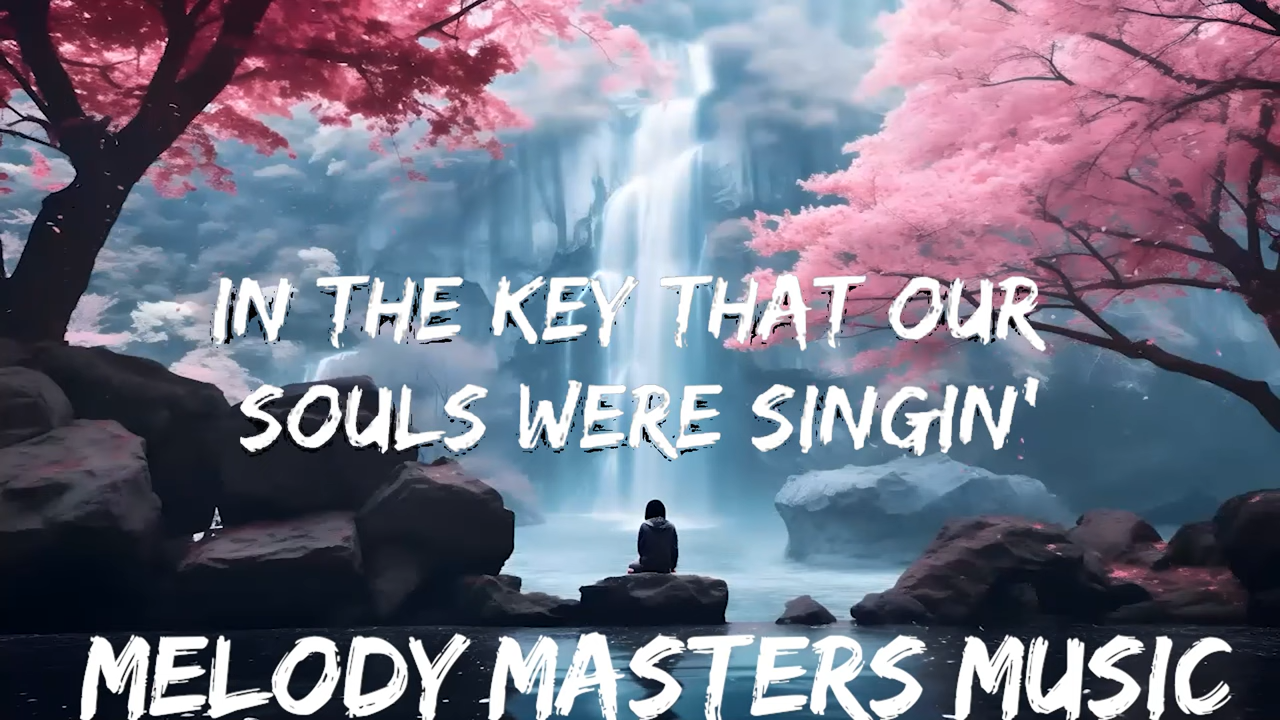 IN THE KEY THAT OUR
SOULS WERE SINGIN'
MELODY MASTERS MUSIC